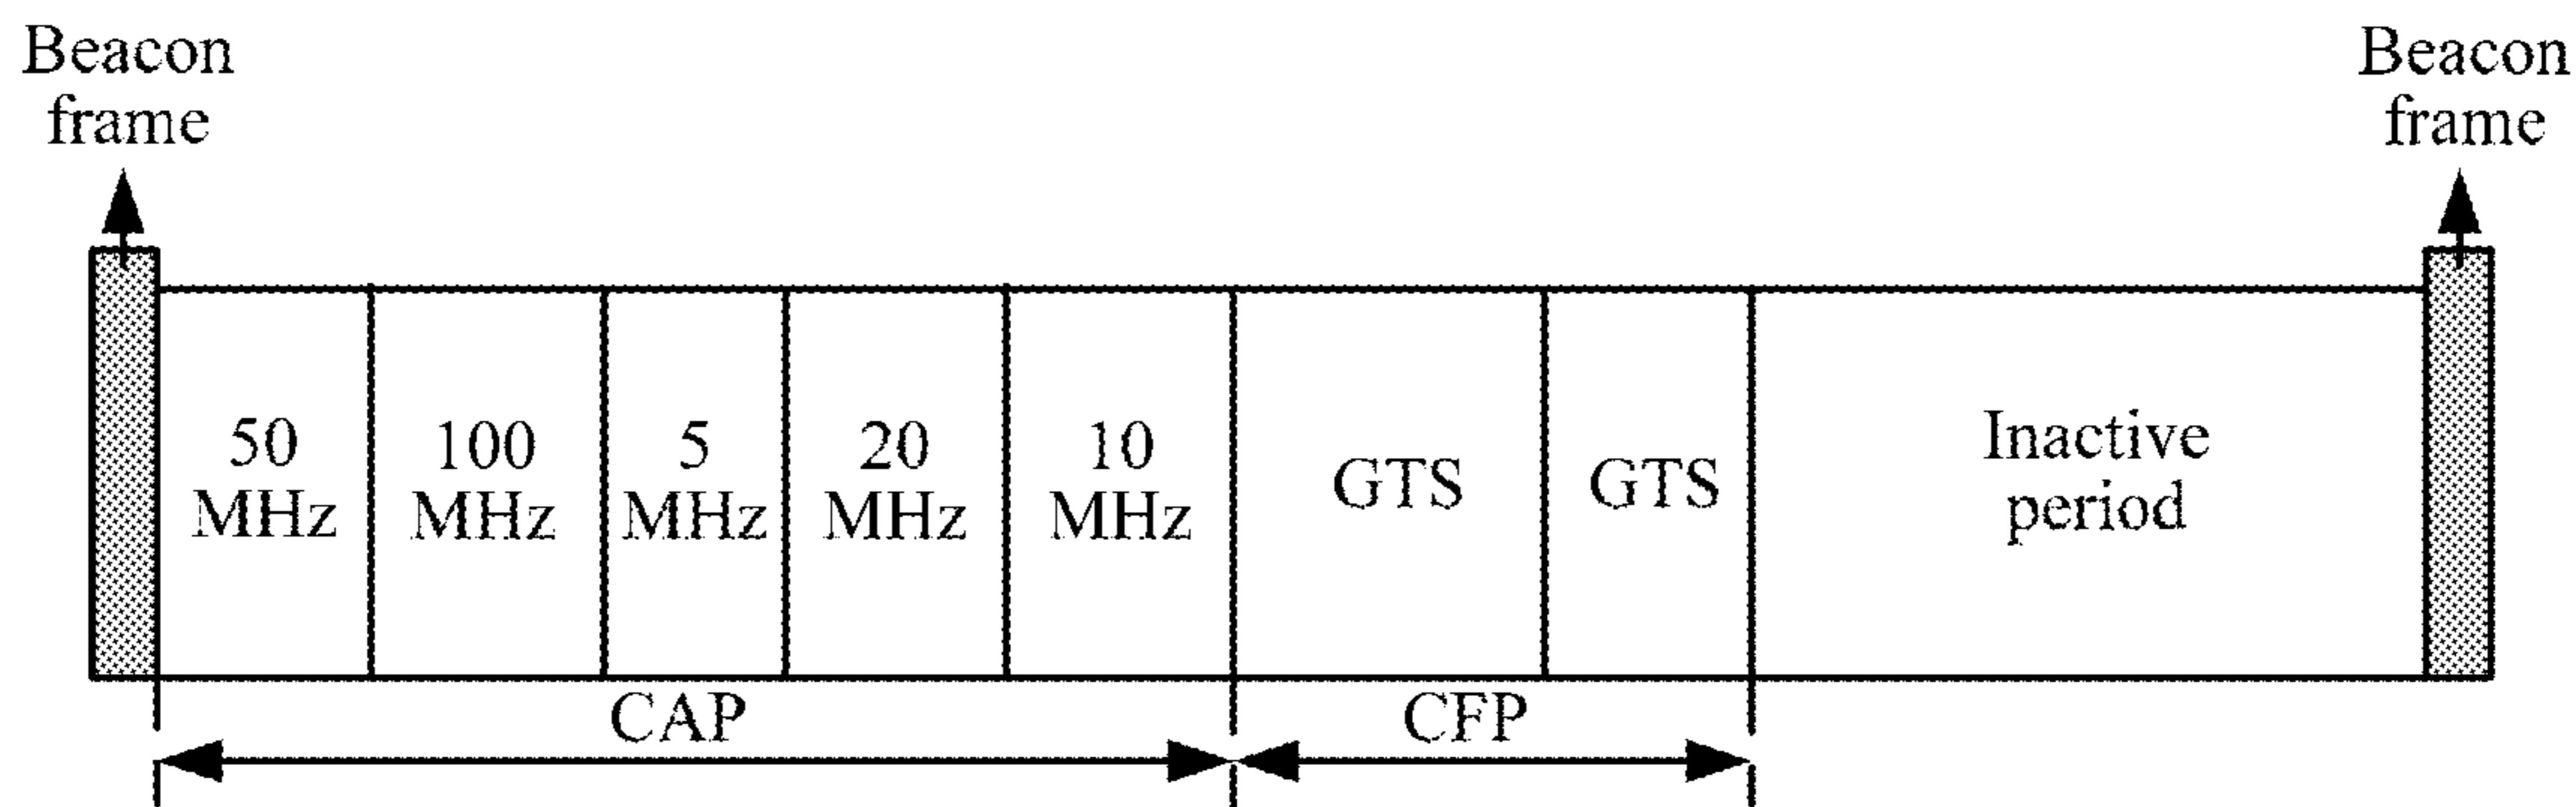 Beacon
frame
Beacon
frame
50
MHz
100
MHz
5
MHz
20
MHz
10
MHz
GTS
GTS
Inactive
period
CAP
CFP